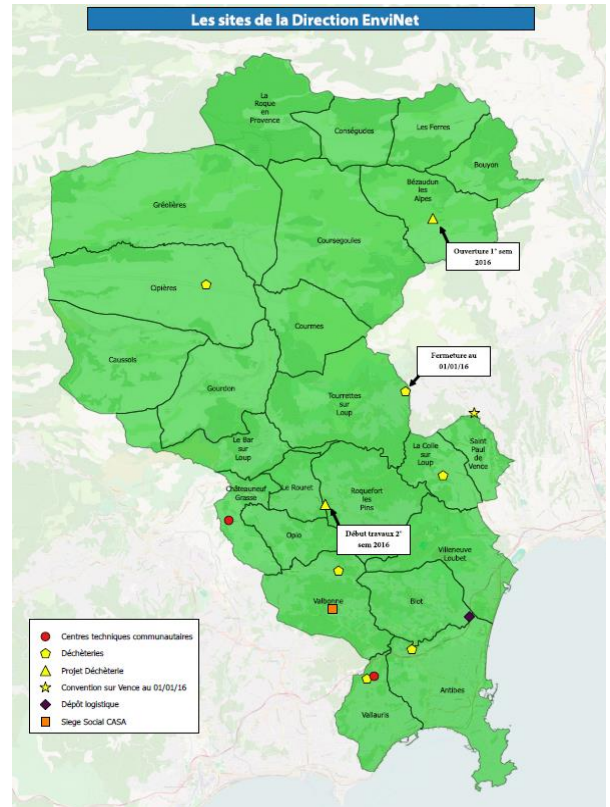 Les sites de la Direction EnviNet
La
Roque
en
Provence
Conségudes
Les Ferres
Bouyon
Bézaudun
les
Alpes
Gréolières
Coursegoules
Ouverture 1° sem
2016
Cipières
Courmes
Caussols
Fermeture au
01/01/16
Gourdon
Tourrettes
sur
Loup
Le Bar
sur
Loup
La Colle
sur
Loup
Saint
Paul
de
Vence
Châteauneuf
Grasse
Le Rouret
Roquefort
les
Pins
Opio
Début travaux 2°
sem 2016
Villeneuve
Loubet
Valbonne
Biot
Antibes
Vallauris
Centres techniques communautaires
Déchèteries
Projet Déchèterie
Convention sur Vence au 01/01/16
Dépôt logistique
Siege Social CASA